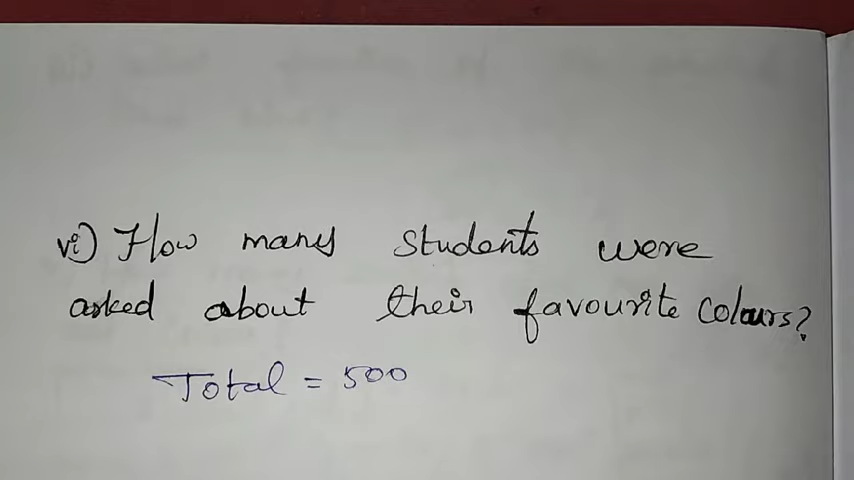 vi) How many students were
asked about their favourite colours?
Total = 500